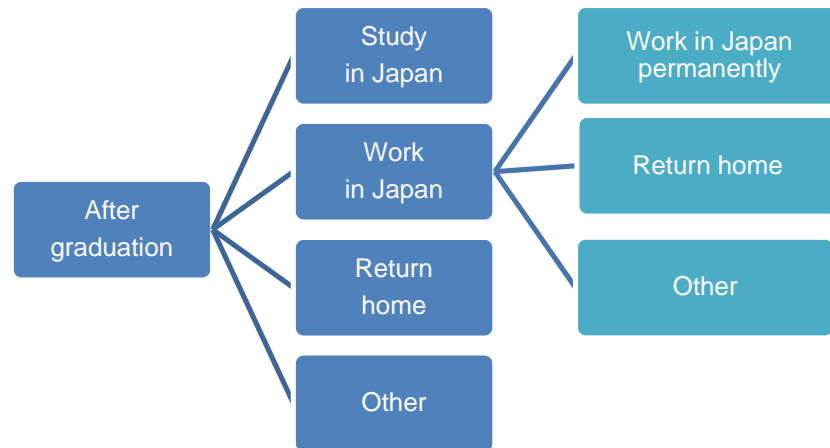 After
graduation
Study
in Japan
Work
in Japan
Return
home
Other
Work in Japan
permanently
Return home
Other